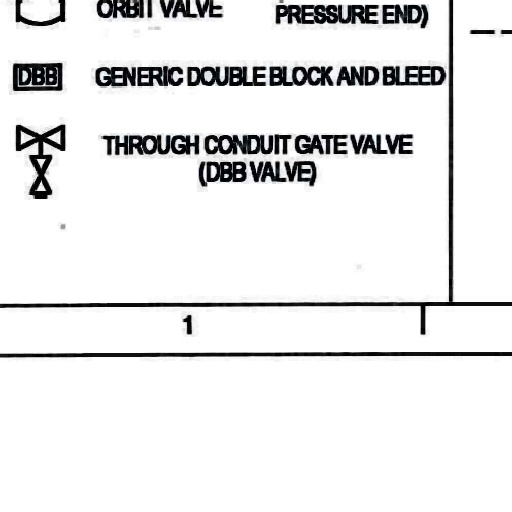 ORBIT VALVE
PRESSURE END)
DBB GENERIC DOUBLE BLOCK AND BLEED
THROUGH CONDUIT GATE VALVE
(DBB VALVE)
1